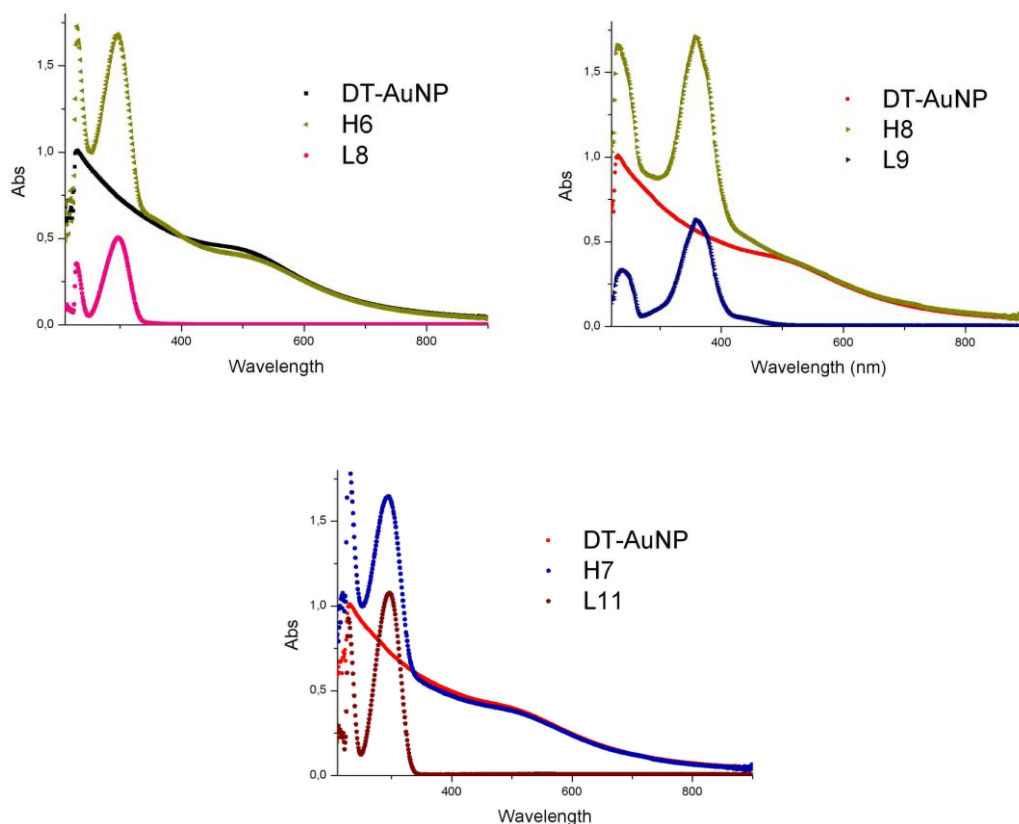 1,5
1,0
0,5
0,0
Abs
DT-AuNP
H6
L8
400
600
800
Wavelength
1,5
1,0
0,5
0,0
Abs
DT-AuNP
H8
L9
400
600
800
Wavelength (nm)
1,5
1,0
0,5
0,0
Abs
DT-AuNP
H7
L11
400
600
800
Wavelength